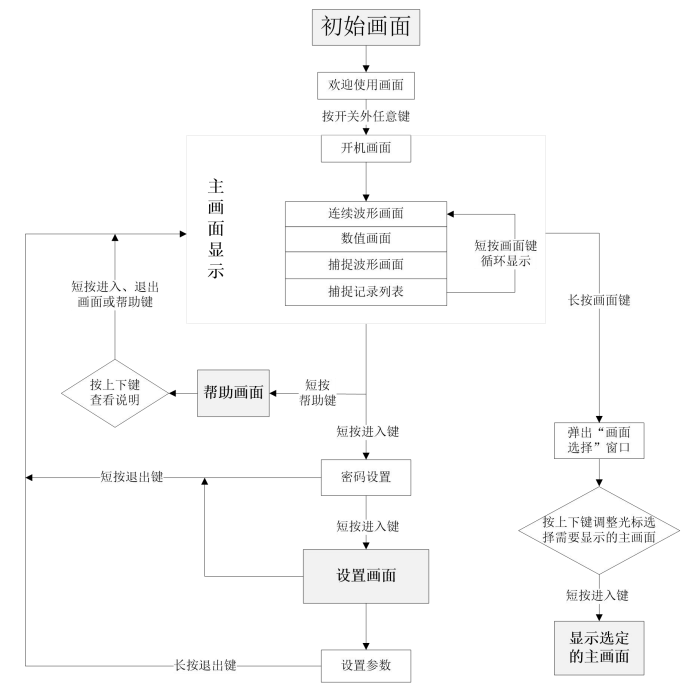 初始画面
欢迎使用画面
按开关外任意键
开机画面
主画面显示
连续波形画面
数值画面
捕捉波形画面
捕捉记录列表
短按画面键
循环显示
短按进入、退出
画面或帮助键
长按画面键
按上下键
查看说明
帮助画面
短按
帮助键
短按进入键
弹出“画面
选择”窗口
短按退出键
密码设置
短按进入键
按上下键调整光标选
择需要显示的主画面
设置画面
短按进入键
显示选定
的主画面
长按退出键
设置参数